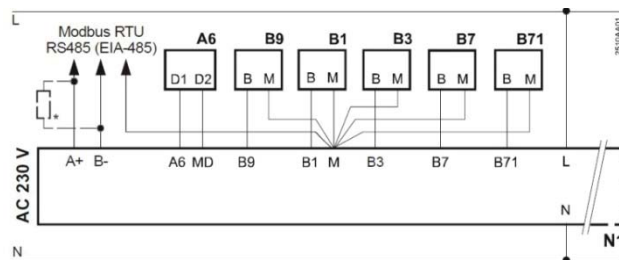 L
Modbus RTU
RS485 (EIA-485)
A6 B9 B1 B3 B7 B71
D1 D2 B M B M B M B M B M
*
A+ B- A6 MD B9 B1 M B3 B7 B71 L
AC 230 V
N
N1
N